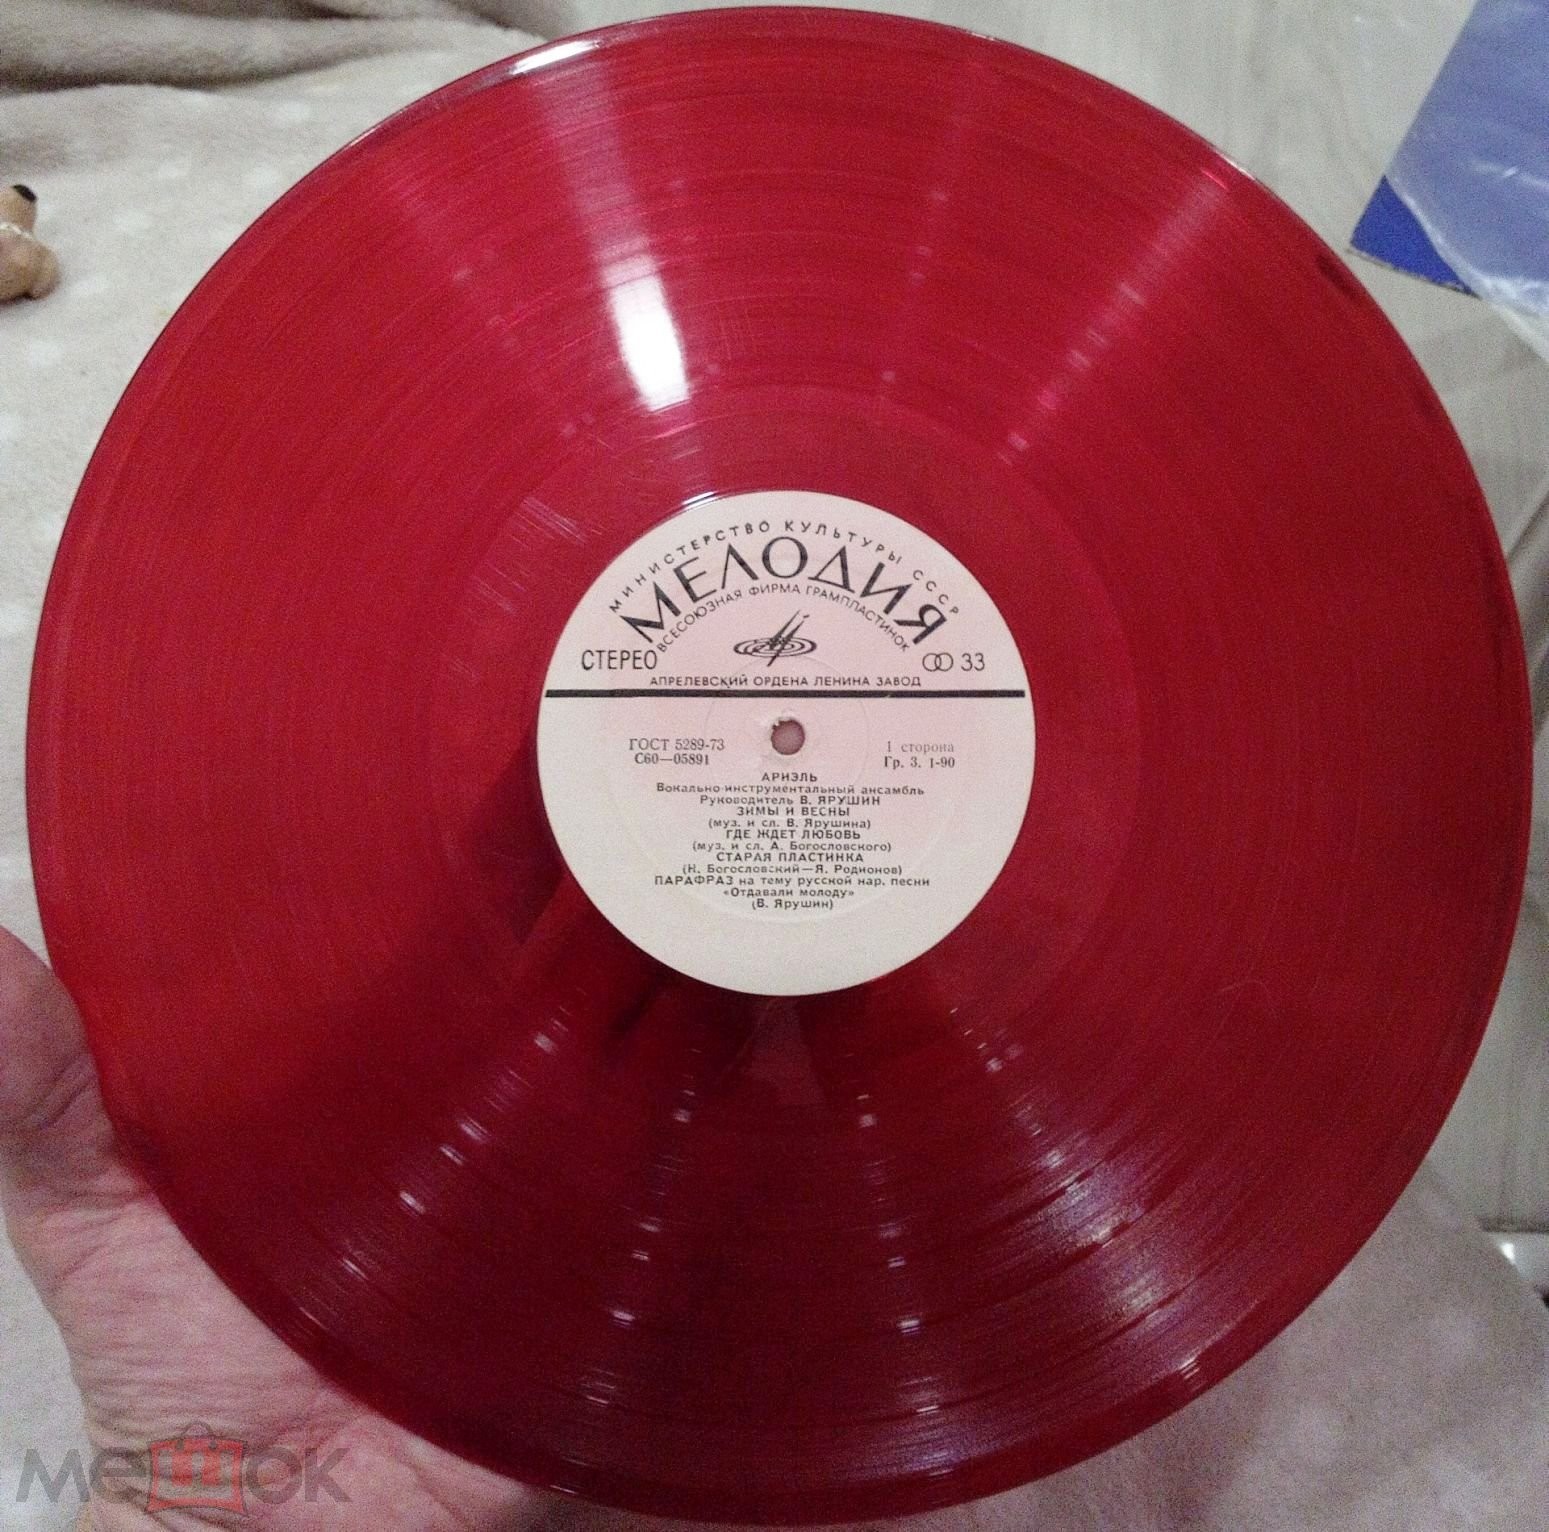 МИНИСТЕРСТВО КУЛЬТУРЫ СССР
МЕЛОДИЯ
ВСЕСОЮЗНАЯ ФИРМА ГРАМПЛАСТИНОК
СТЕРЕО
33
АПРЕЛЕВСКИЙ ОРДЕНА ЛЕНИНА ЗАВОД
ГОСТ 5289-73
1 сторона
С60—05891
Гр. 3. 1-90
АРИЭЛЬ
Вокально-инструментальный ансамбль
Руководитель В. ЯРУШИН
ЗИМЫ И ВЕСНЫ
(муз. и сл. В. Ярушина)
ГДЕ ЖДЕТ ЛЮБОВЬ
(муз. и сл. А. Богословского)
СТАРАЯ ПЛАСТИНКА
(Н. Богословский—Я. Родионов)
ПАРАФРАЗ на тему русской нар. песни
«Отдавали молоду»
(В. Ярушин)
мешок